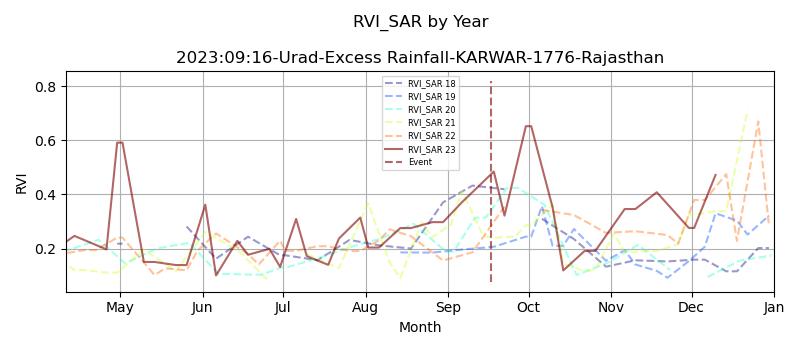 RVI_SAR by Year
2023:09:16-Urad-Excess Rainfall-KARWAR-1776-Rajasthan
0.8
0.6
0.4
0.2
RVI
RVI_SAR 18
RVI_SAR 19
RVI_SAR 20
RVI_SAR 21
RVI_SAR 22
RVI_SAR 23
Event
May Jun Jul Aug Sep Oct Nov Dec Jan
Month